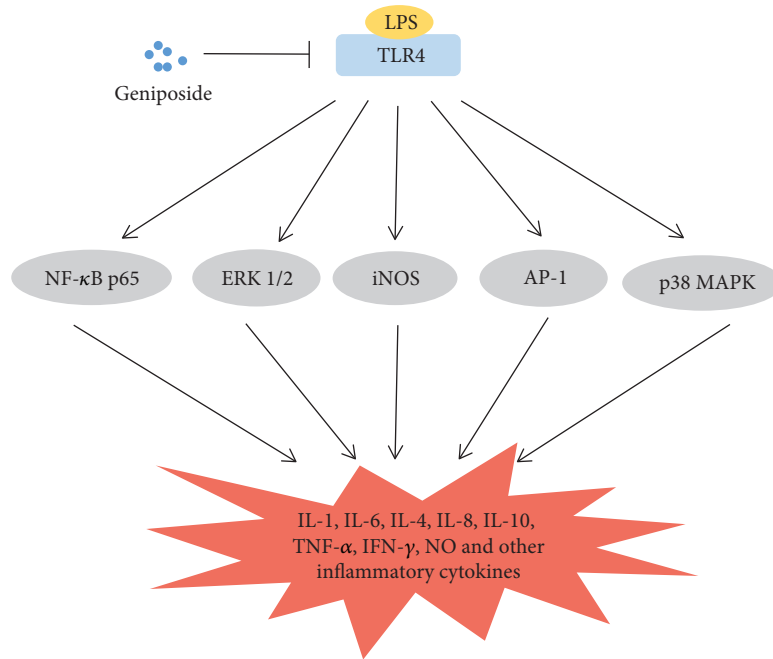 LPS
TLR4
Geniposide
NF-κB p65
ERK 1/2
iNOS
AP-1
p38 MAPK
IL-1, IL-6, IL-4, IL-8, IL-10,
TNF-α, IFN-γ, NO and other
inflammatory cytokines